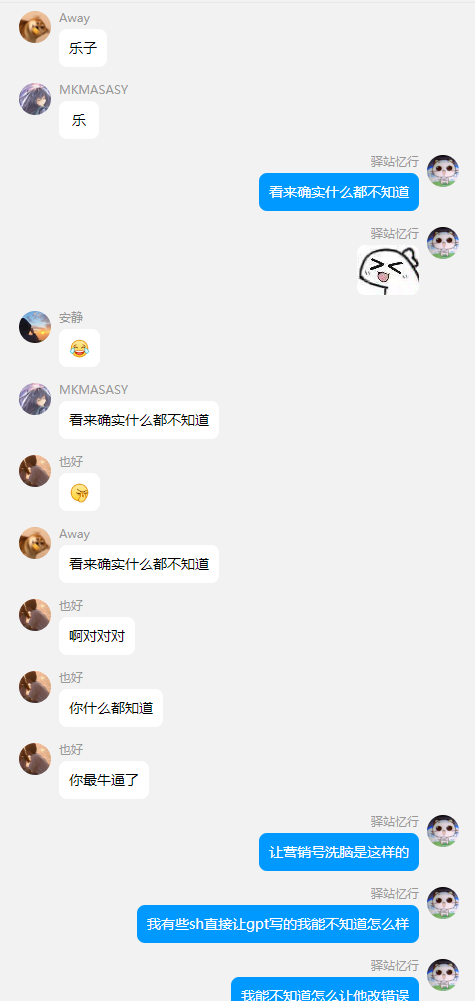 Away
乐子
MKMASASY
乐
驿站忆行
看来确实什么都不知道
驿站忆行
安静
MKMASASY
看来确实什么都不知道
也好
Away
看来确实什么都不知道
也好
啊对对对
也好
你什么都知道
也好
你最牛逼了
驿站忆行
让营销号洗脑是这样的
驿站忆行
我有些sh直接让gpt写的我能不知道怎么样
驿站忆行
我能不知道怎么让他改错误